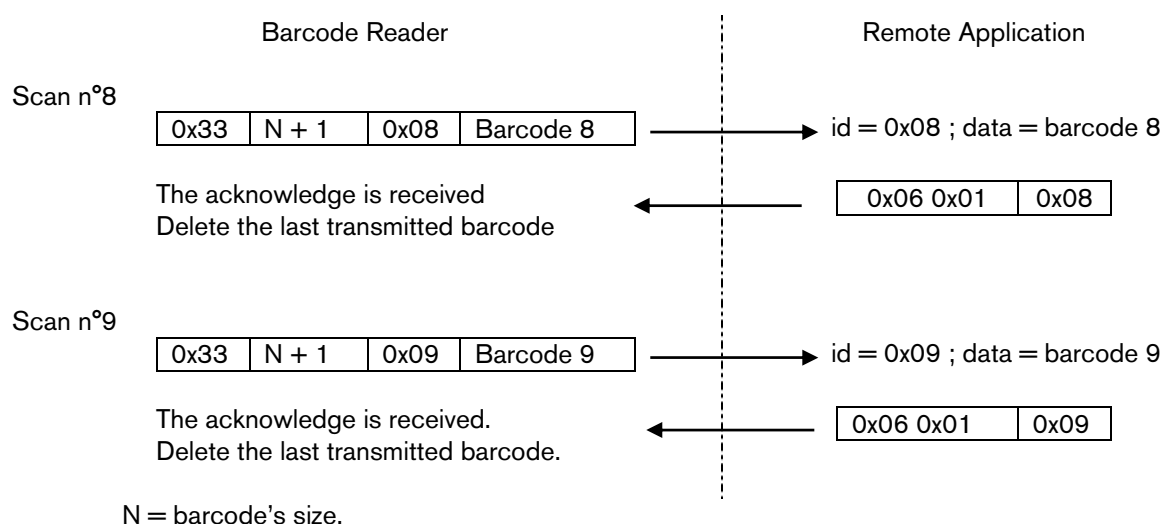 Barcode Reader Remote Application
Scan n°8
0x33 N + 1 0x08 Barcode 8 id = 0x08 ; data = barcode 8
The acknowledge is received 0x06 0x01 0x08
Delete the last transmitted barcode
Scan n°9
0x33 N + 1 0x09 Barcode 9 id = 0x09 ; data = barcode 9
The acknowledge is received. 0x06 0x01 0x09
Delete the last transmitted barcode.
N = barcode's size.